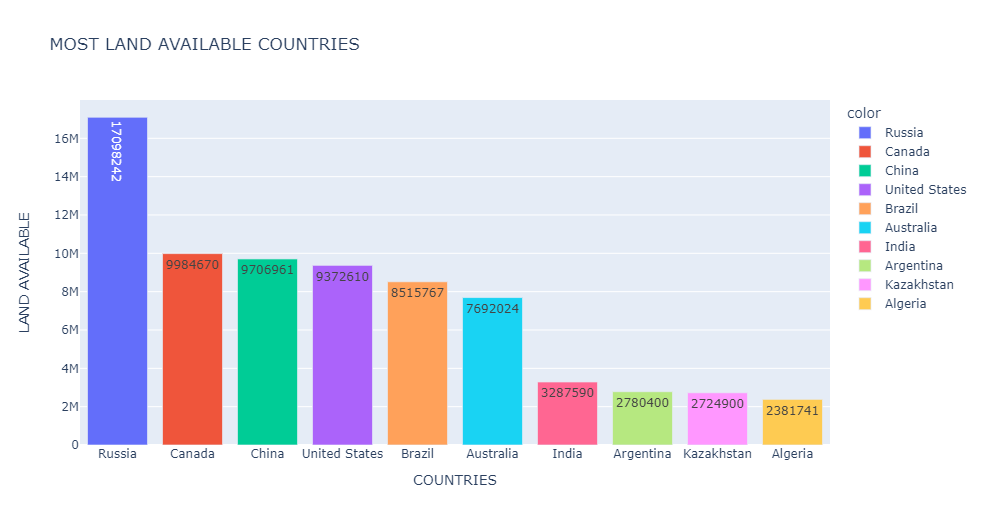 MOST LAND AVAILABLE COUNTRIES
LAND AVAILABLE
16M
14M
12M
10M
8M
6M
4M
2M
0
17098242
9984670
9706961
9372610
8515767
7692024
3287590
2780400
2724900
2381741
Russia Canada China United States Brazil Australia India Argentina Kazakhstan Algeria
COUNTRIES
color
Russia
Canada
China
United States
Brazil
Australia
India
Argentina
Kazakhstan
Algeria